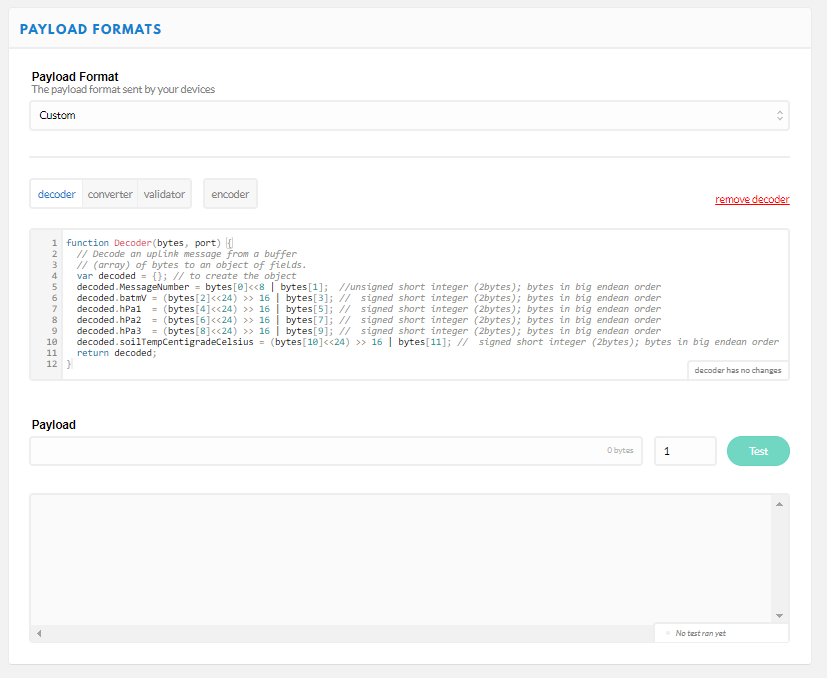 PAYLOAD FORMATS
Payload Format
The payload format sent by your devices
Custom
decoder converter validator encoder
remove decoder
1 function Decoder(bytes, port) {
2 // Decode an uplink message from a buffer
3 // (array) of bytes to an object of fields.
4 var decoded = {}; // to create the object
5 decoded.MessageNumber = bytes[0]<<8 | bytes[1]; //unsigned short integer (2bytes); bytes in big endean order
6 decoded.batmV = (bytes[2]<<24) >> 16 | bytes[3]; // signed short integer (2bytes); bytes in big endean order
7 decoded.hPa1 = (bytes[4]<<24) >> 16 | bytes[5]; // signed short integer (2bytes); bytes in big endean order
8 decoded.hPa2 = (bytes[6]<<24) >> 16 | bytes[7]; // signed short integer (2bytes); bytes in big endean order
9 decoded.hPa3 = (bytes[8]<<24) >> 16 | bytes[9]; // signed short integer (2bytes); bytes in big endean order
10 decoded.soilTempCentigradeCelsius = (bytes[10]<<24) >> 16 | bytes[11]; // signed short integer (2bytes); bytes in big endean order
11 return decoded;
12 }
decoder has no changes
Payload
0 bytes 1 Test
No test ran yet